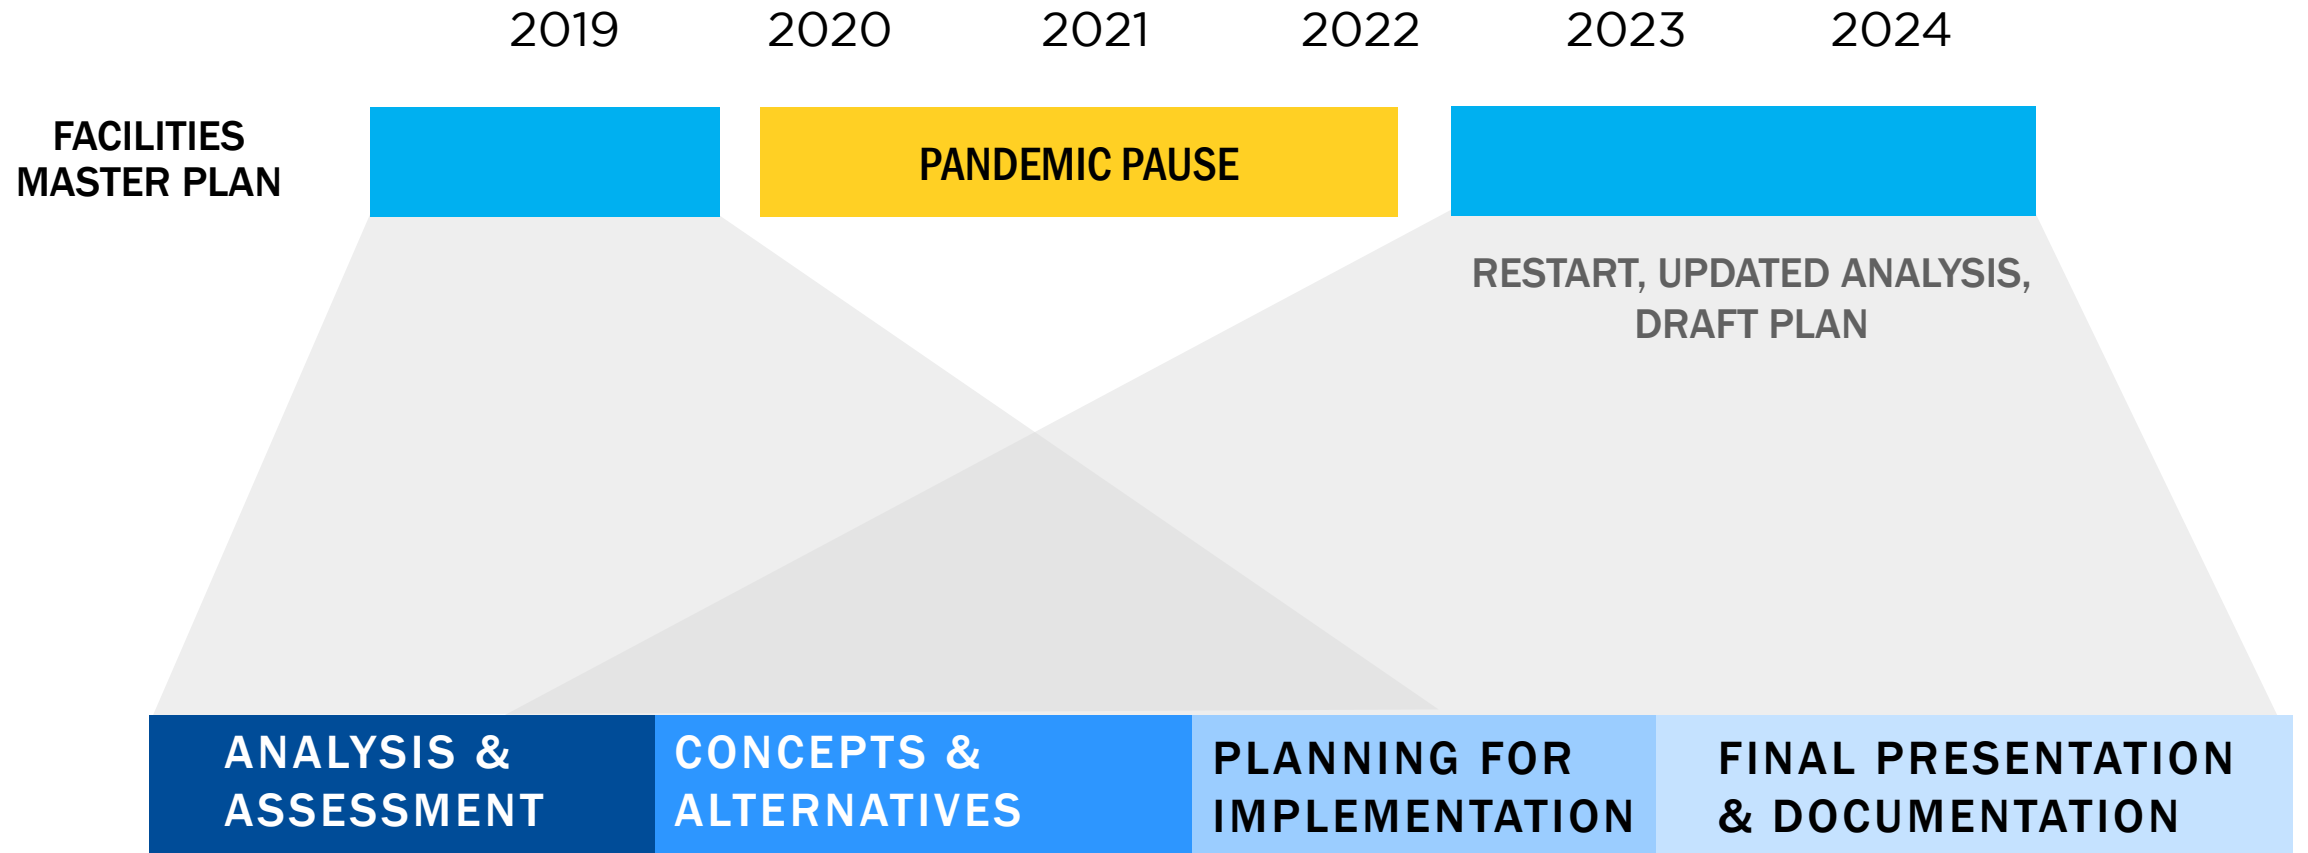 2019 2020 2021 2022 2023 2024
FACILITIES
MASTER PLAN
PANDEMIC PAUSE
RESTART, UPDATED ANALYSIS,
DRAFT PLAN
ANALYSIS &
ASSESSMENT
CONCEPTS &
ALTERNATIVES
PLANNING FOR
IMPLEMENTATION
FINAL PRESENTATION
& DOCUMENTATION